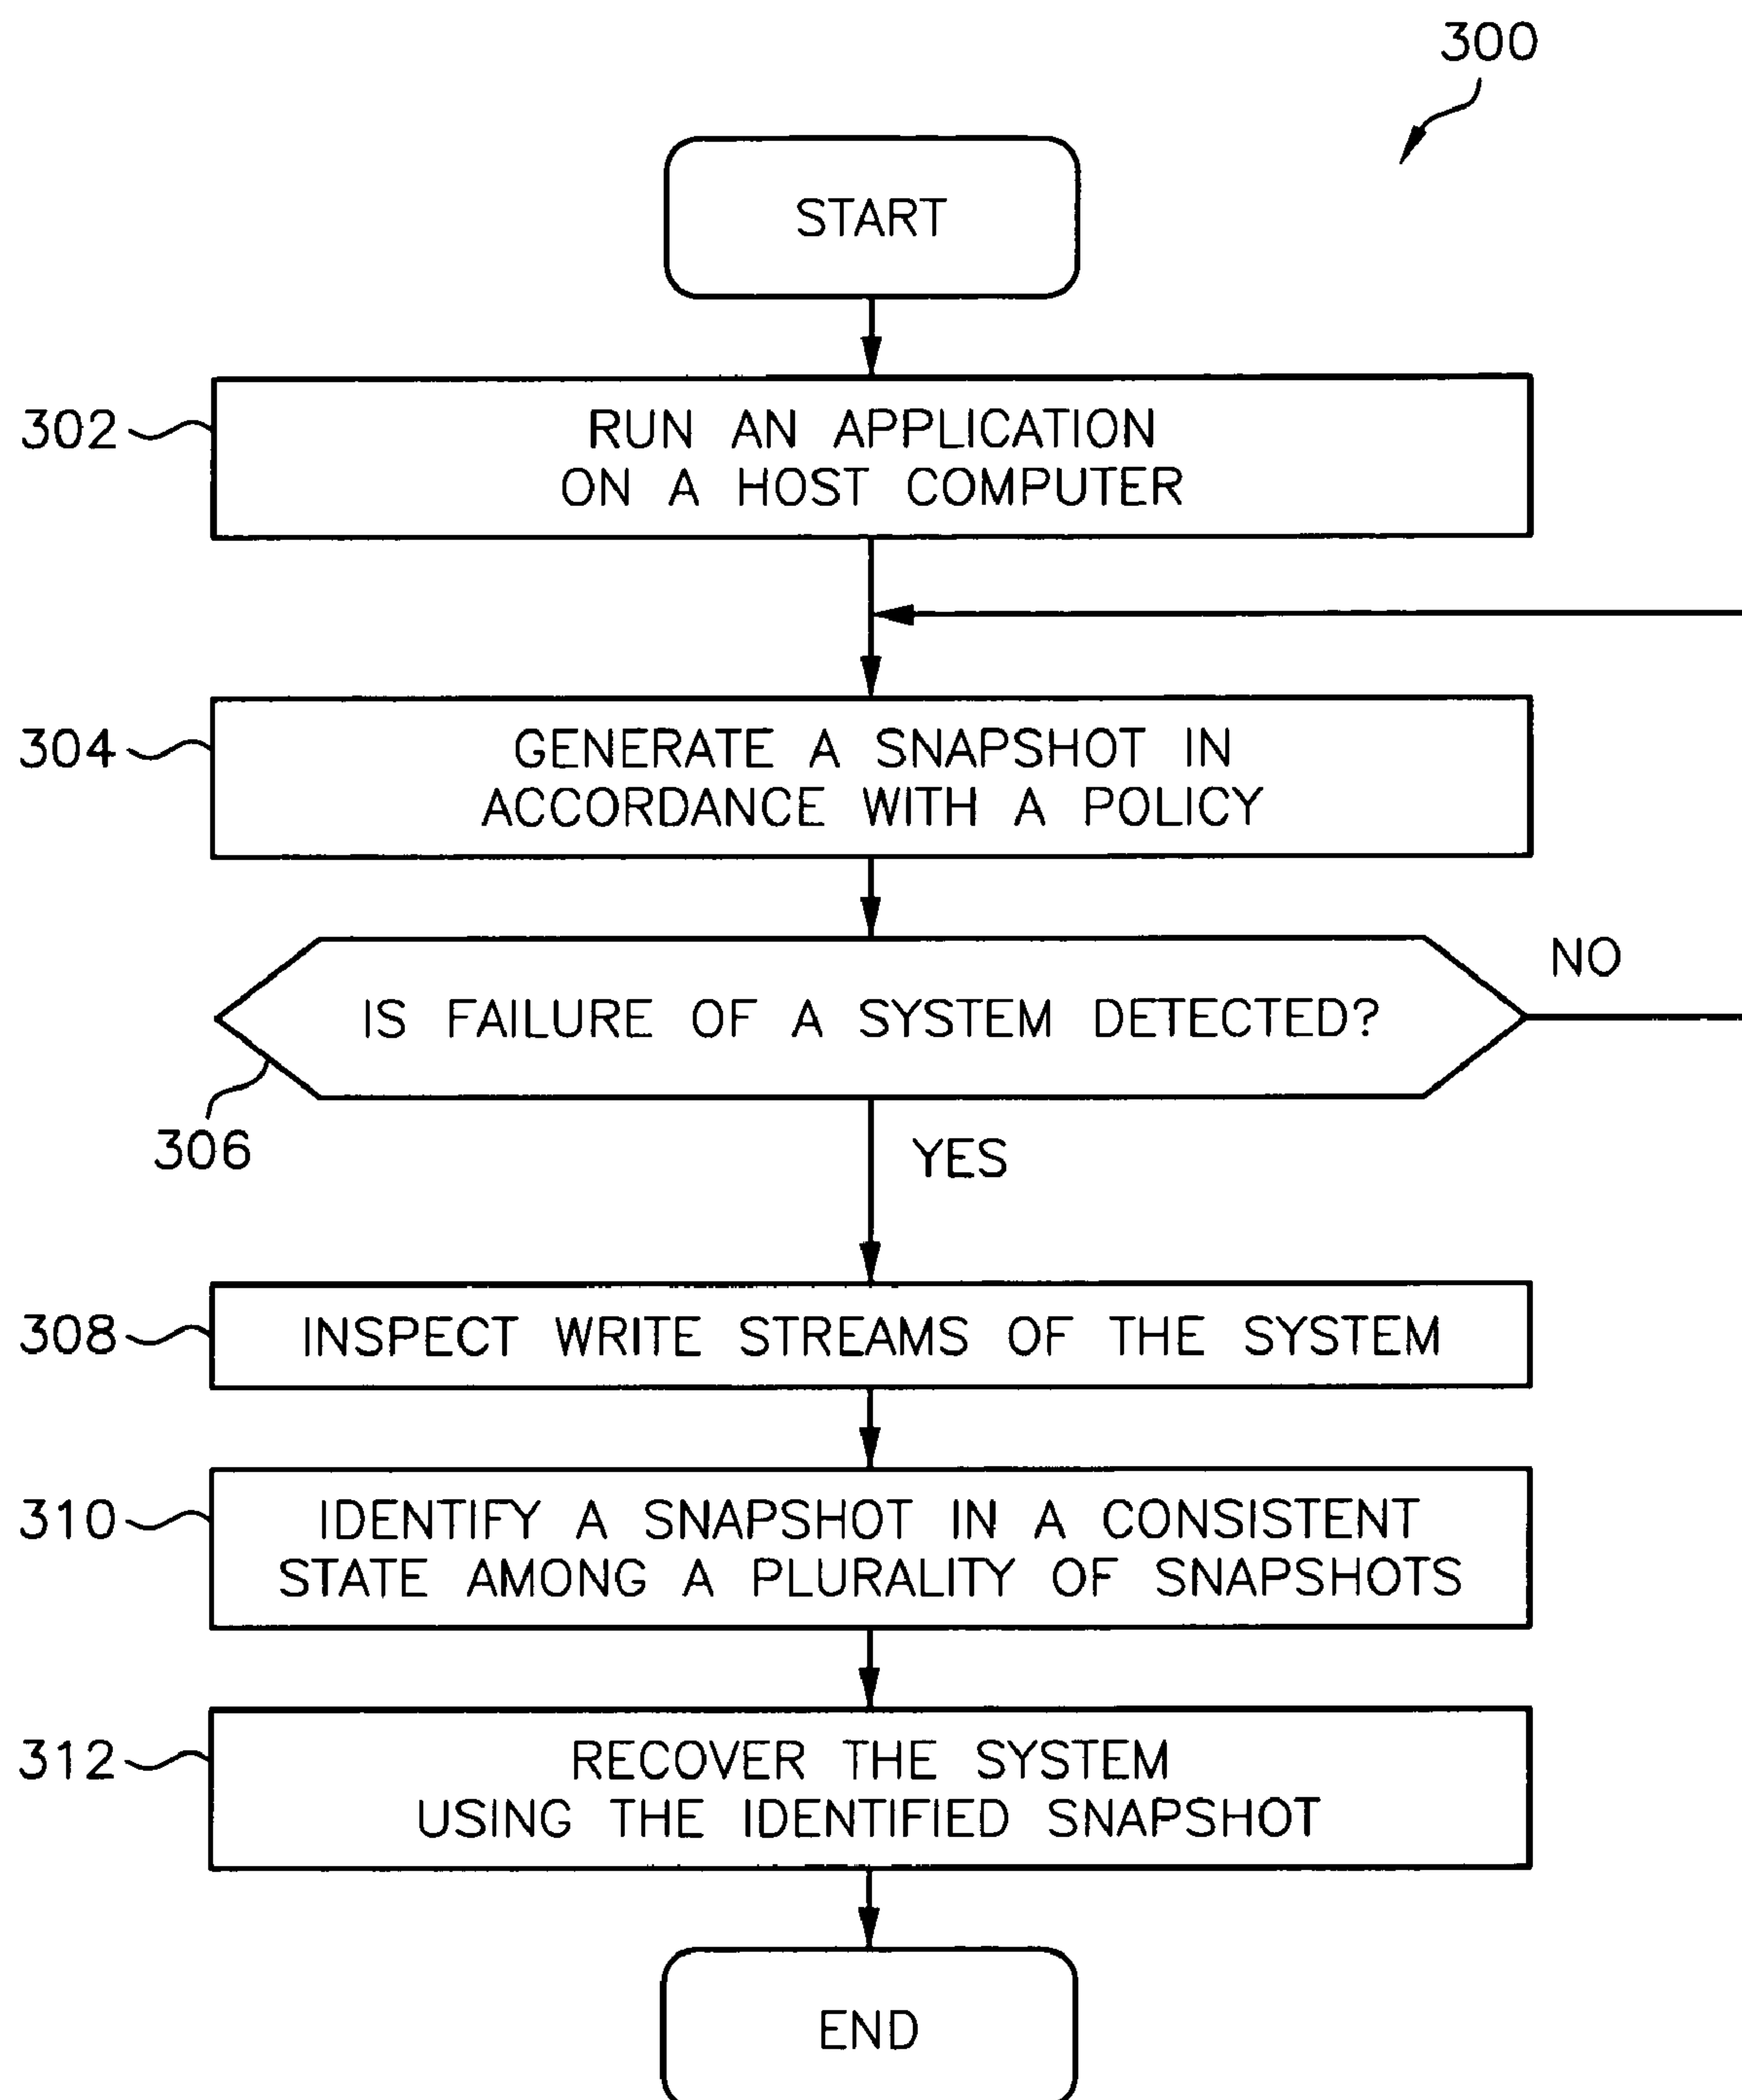 300
START
302
RUN AN APPLICATION
ON A HOST COMPUTER
304
GENERATE A SNAPSHOT IN
ACCORDANCE WITH A POLICY
IS FAILURE OF A SYSTEM DETECTED?
NO
306
YES
308
INSPECT WRITE STREAMS OF THE SYSTEM
310
IDENTIFY A SNAPSHOT IN A CONSISTENT
STATE AMONG A PLURALITY OF SNAPSHOTS
312
RECOVER THE SYSTEM
USING THE IDENTIFIED SNAPSHOT
END